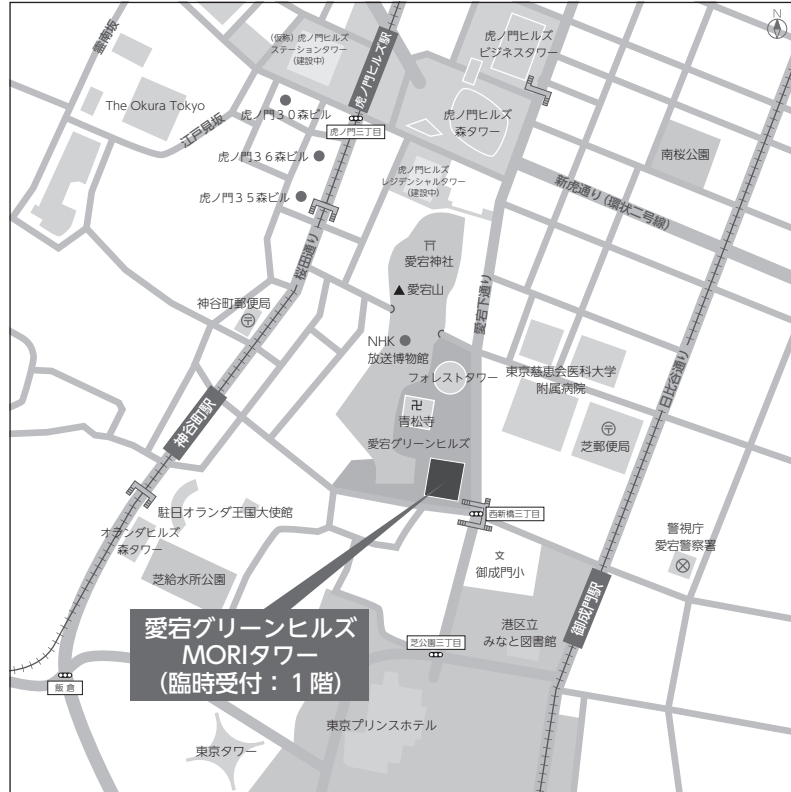 N
霊南坂
(仮称) 虎ノ門ヒルズ
ステーションタワー
(建設中)
虎ノ門ヒルズ駅
虎ノ門ヒルズ
ビジネスタワー
The Okura Tokyo
江戸見坂
虎ノ門30森ビル
虎ノ門三丁目
虎ノ門ヒルズ
森タワー
南桜公園
虎ノ門36森ビル
虎ノ門ヒルズ
レジデンシャルタワー
(建設中)
虎ノ門35森ビル
新虎通り(環状二号線)
桜田通り
愛宕神社
愛宕山
愛宕下通り
神谷町郵便局
NHK
放送博物館
フォレストタワー
東京慈恵会医科大学
附属病院
日比谷通り
神谷町駅
卍
青松寺
愛宕グリーンヒルズ
〒
芝郵便局
駐日オランダ王国大使館
西新橋三丁目
オランダヒルズ
森タワー
文
御成門小
警視庁
愛宕警察署
芝給水所公園
御成門駅
愛宕グリーンヒルズ
MORIタワー
(臨時受付:1階)
港区立
みなと図書館
芝公園三丁目
飯倉
東京プリンスホテル
東京タワー